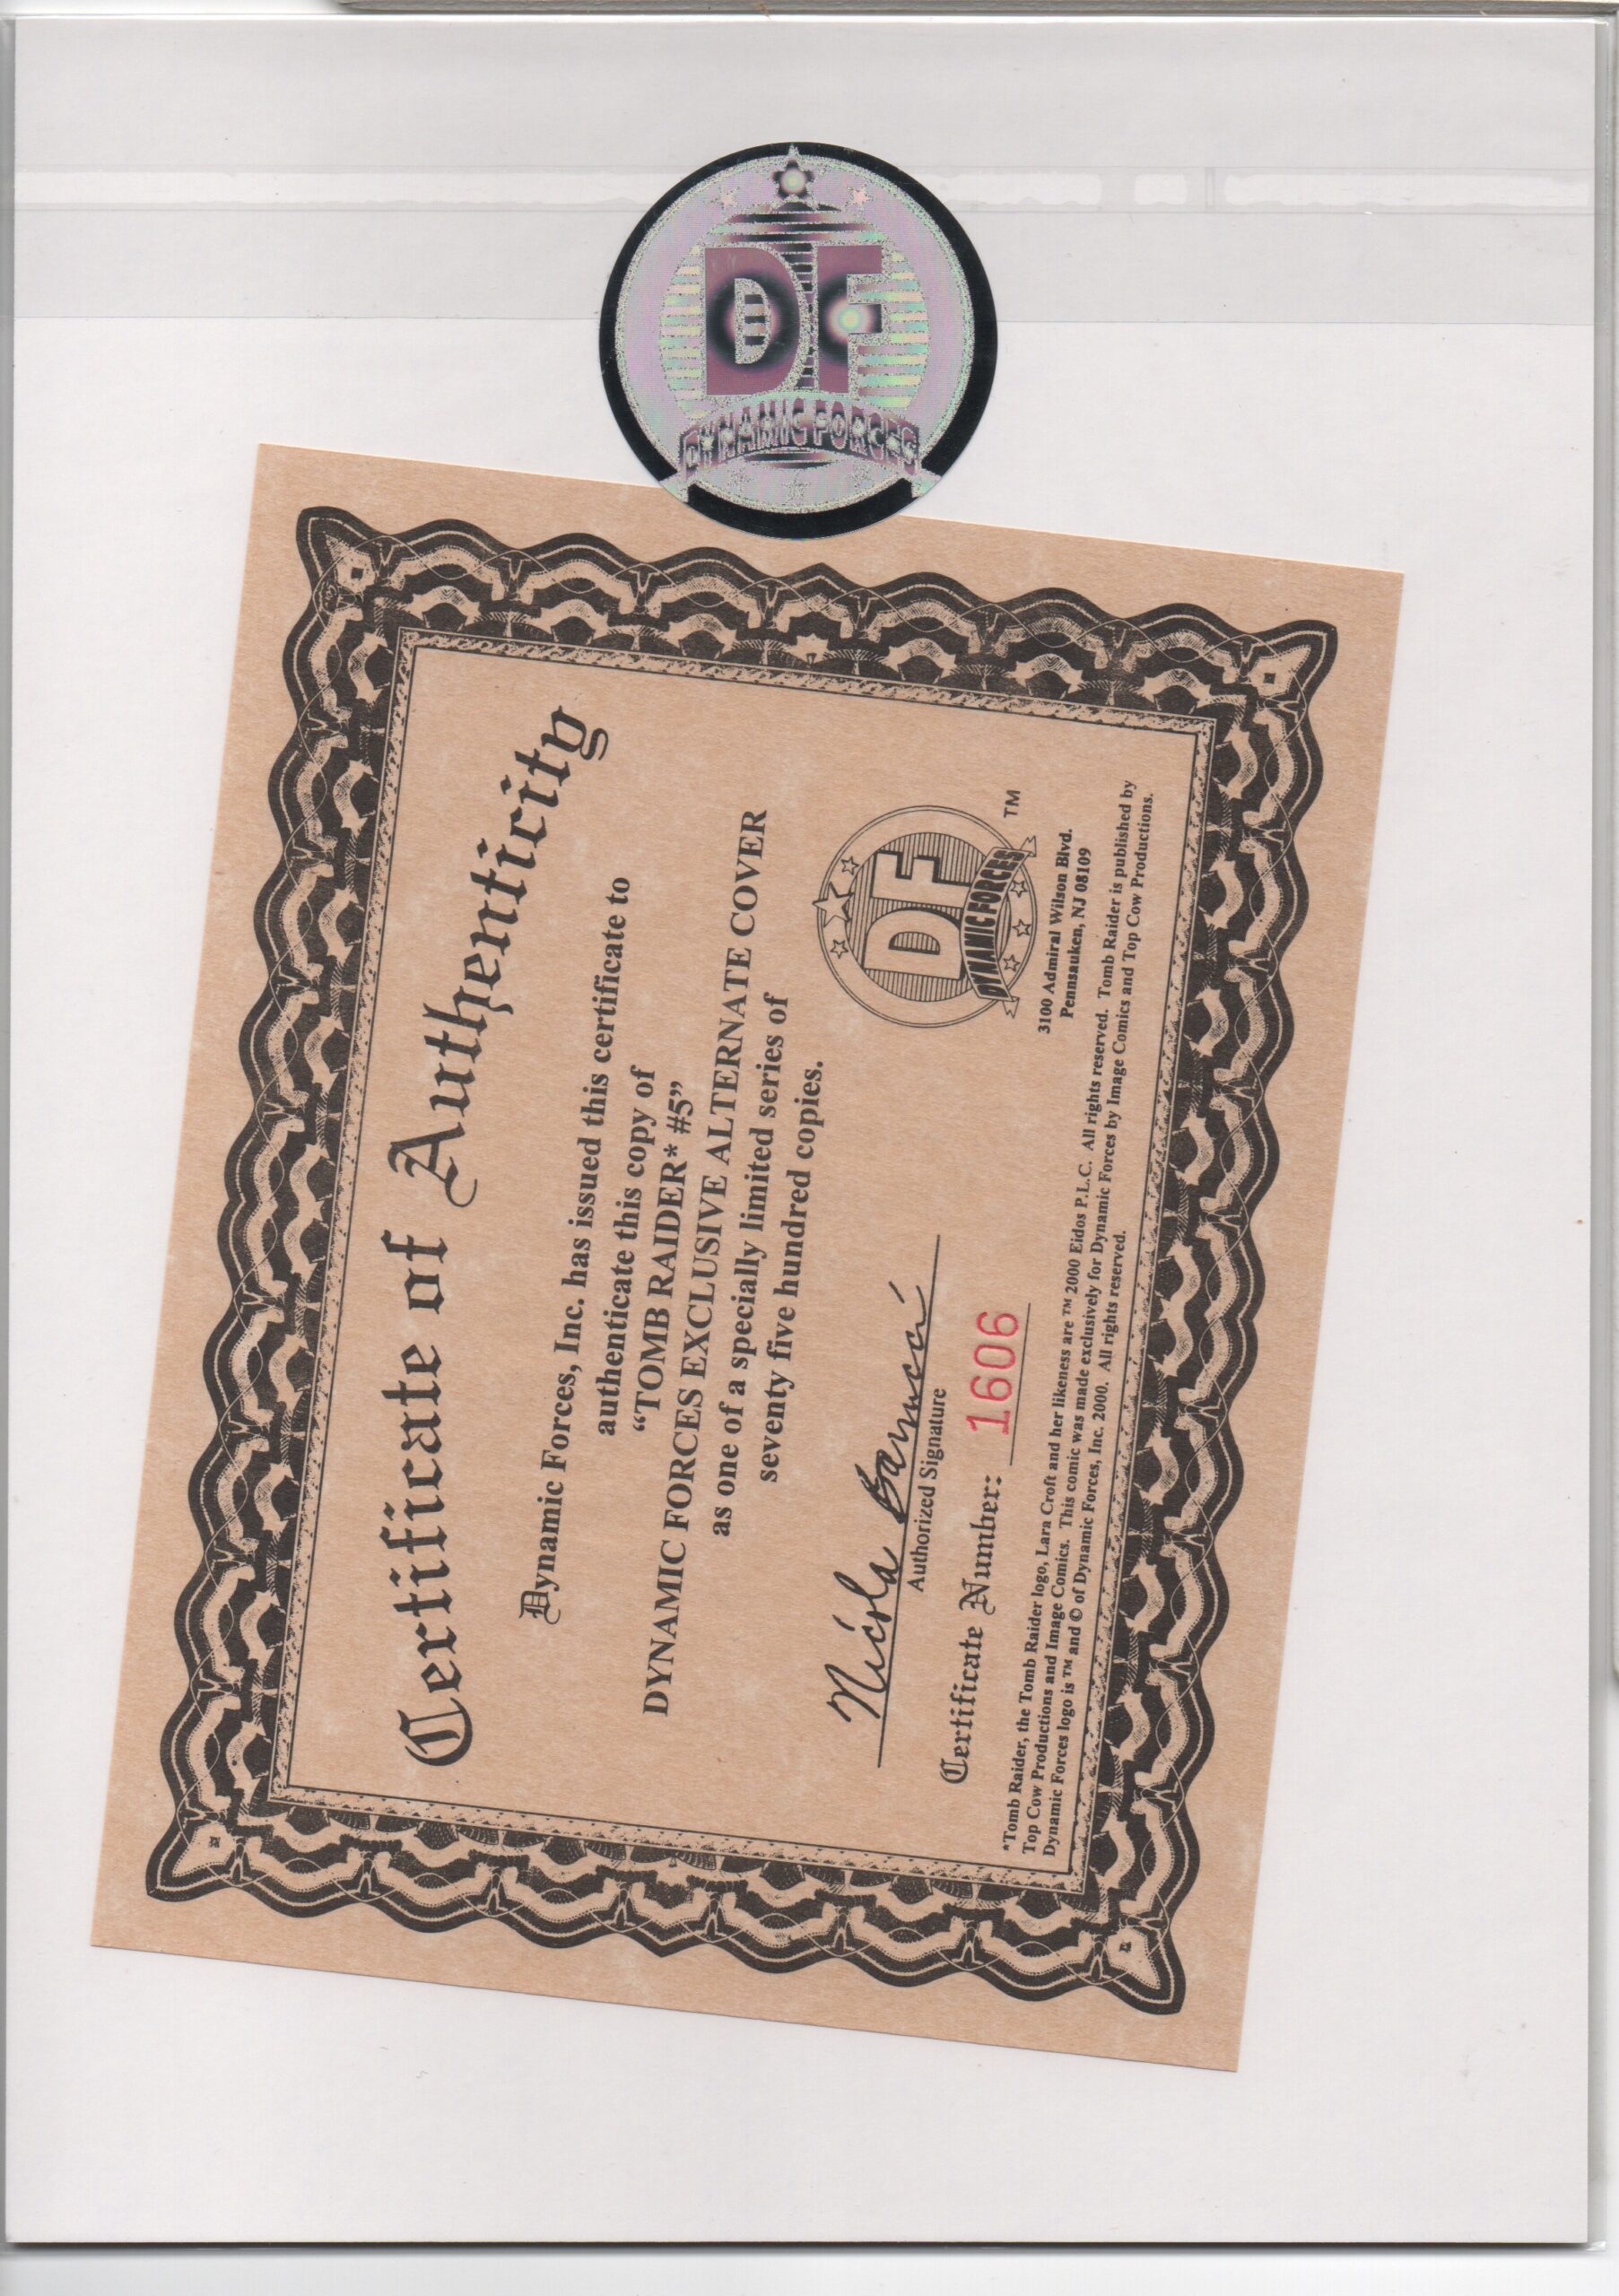 DF
DYNAMIC FORCES
Certificate of Authenticity
Dynamic Forces, Inc. has issued this certificate to
authenticate this copy of
“TOMB RAIDER* #5”
DYNAMIC FORCES EXCLUSIVE ALTERNATE COVER
as one of a specially limited series of
seventy five hundred copies.
Nicola Barrucci
Authorized Signature
Certificate Number: 1606
DF
DYNAMIC FORCES
TM
3100 Admiral Wilson Blvd.
Pennsauken, NJ 08109
*Tomb Raider, the Tomb Raider logo, Lara Croft and her likeness are ™ 2000 Eidos P.L.C. All rights reserved. Tomb Raider is published by
Top Cow Productions and Image Comics. This comic was made exclusively for Dynamic Forces by Image Comics and Top Cow Productions.
Dynamic Forces logo is ™ and © of Dynamic Forces, Inc. 2000. All rights reserved.